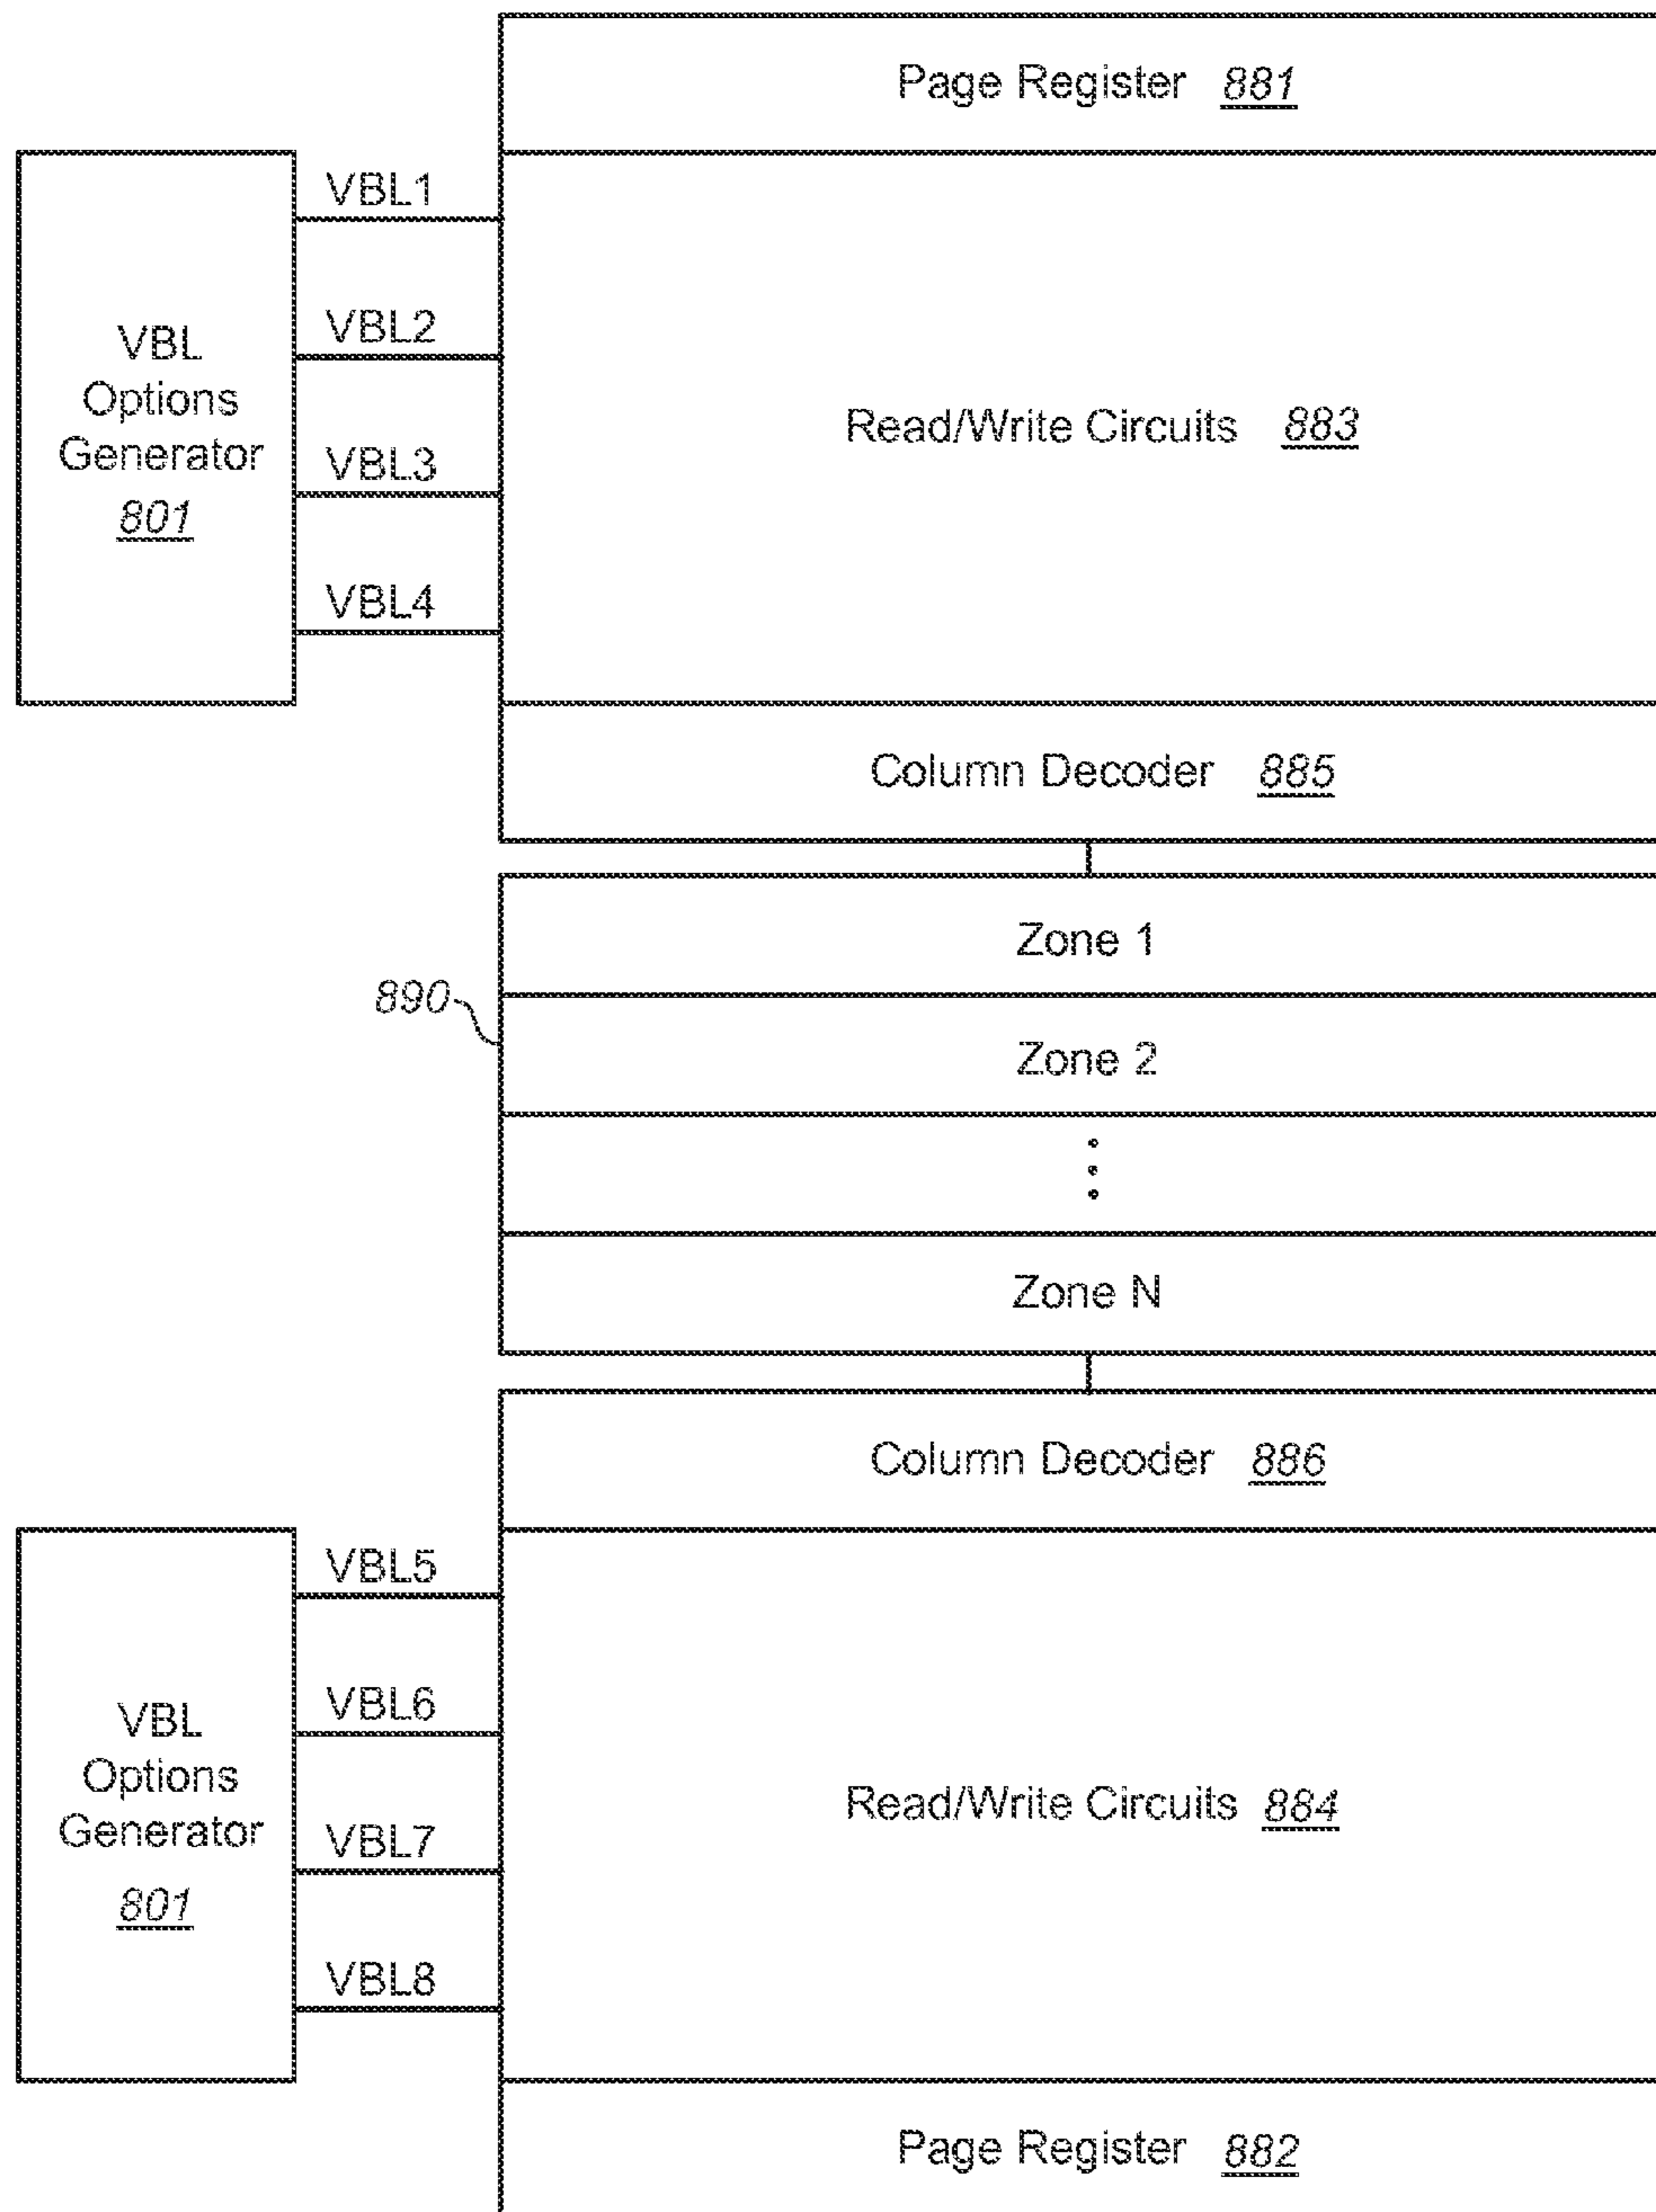 Page Register 881
VBL1
VBL2
VBL
Options
Generator
801
VBL3
VBL4
Read/Write Circuits 883
Column Decoder 885
Zone 1
890
Zone 2
Zone N
Column Decoder 886
VBL5
VBL6
VBL
Options
Generator
801
VBL7
VBL8
Read/Write Circuits 884
Page Register 882